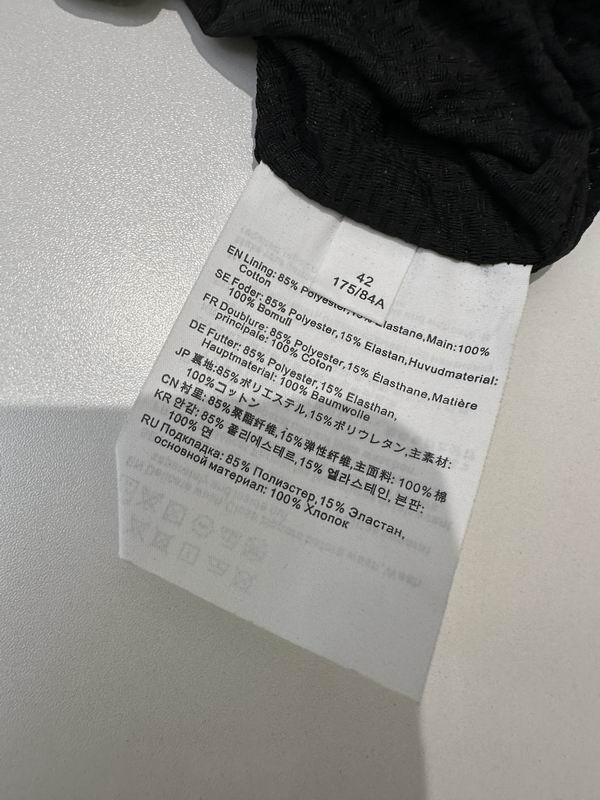 42
175/84A
EN Lining: 85% Polyester,15% Elastane,Main:100%
Cotton
SE Foder: 85% Polyester,15% Elastan,Huvudmaterial:
100% Bomull
FR Doublure: 85% Polyester,15% Élasthane,Matière
principale: 100% Coton
DE Futter: 85% Polyester,15% Elasthan,
Hauptmaterial: 100% Baumwolle
JP 裏地:85%ポリエステル,15%ポリウレタン,主素材:
100%コットン
CN 衬里: 85%聚酯纤维,15%弹性纤维,主面料: 100%棉
KR 안감: 85% 폴리에스테르,15% 엘라스테인, 본판:
100% 면
RU Подкладка: 85% Полиэстер,15% Эластан,
основной материал: 100% Хлопок